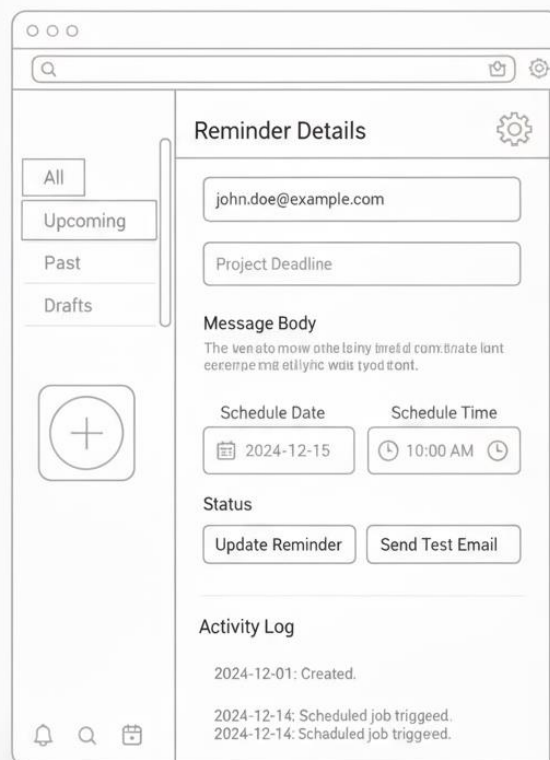 Reminder Details
All
Upcoming
Past
Drafts
john.doe@example.com
Project Deadline
Message Body
The
Schedule Date
Schedule Time
2024-12-15
10:00 AM
Status
Update Reminder
Send Test Email
Activity Log
2024-12-01: Created.
2024-12-14: Scheduled job triggeed.
2024-12-14: Schaduled job triggered.